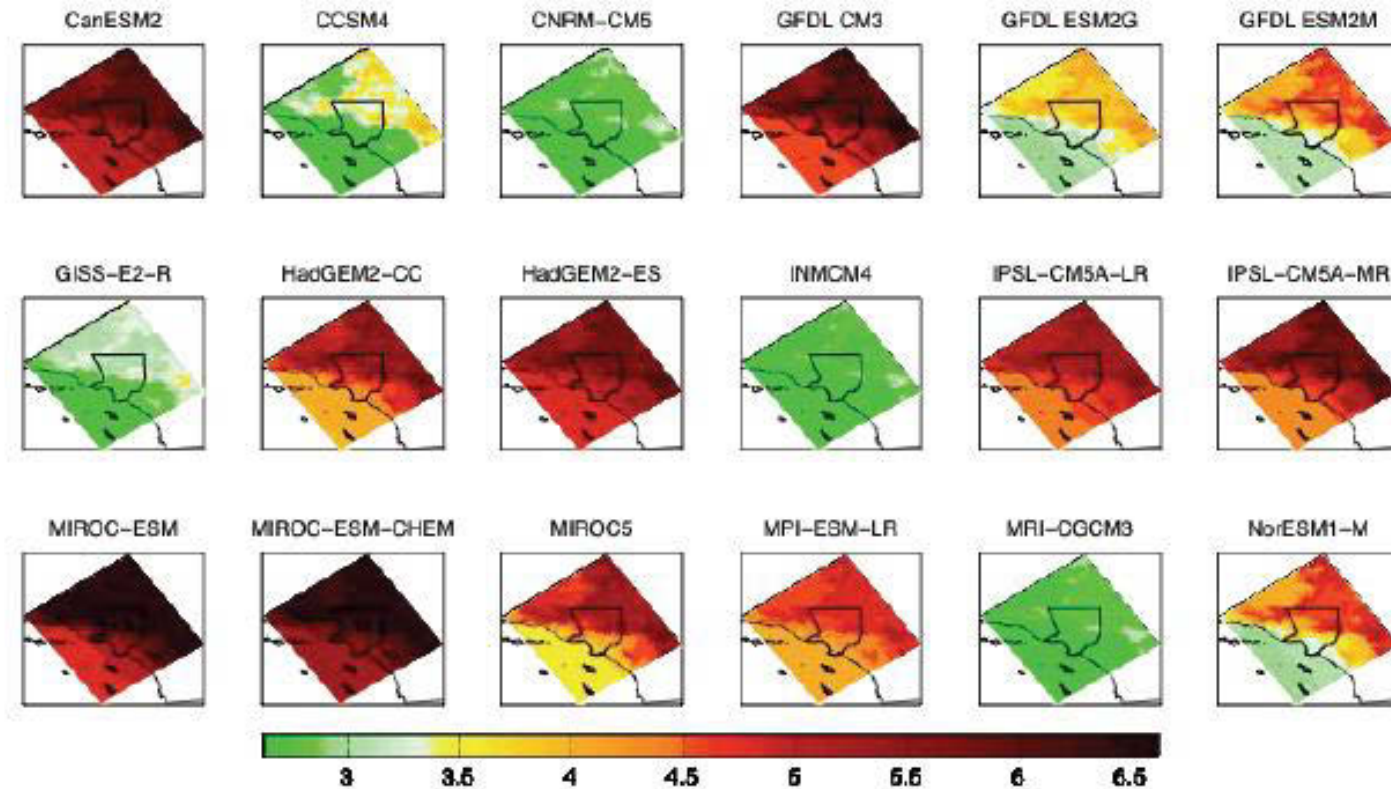 CanESM2 CCSM4 CNRM-CM5 GFDL CM3 GFDL ESM2G GFDL ESM2M
GISS-E2-R HadGEM2-CC HadGEM2-ES INMCM4 IPSL-CM5A-LR IPSL-CM5A-MR
MIROC-ESM MIROC-ESM-CHEM MIROC5 MPI-ESM-LR MRI-CGCM3 NorESM1-M
3 3.5 4 4.5 5 5.5 6 6.5